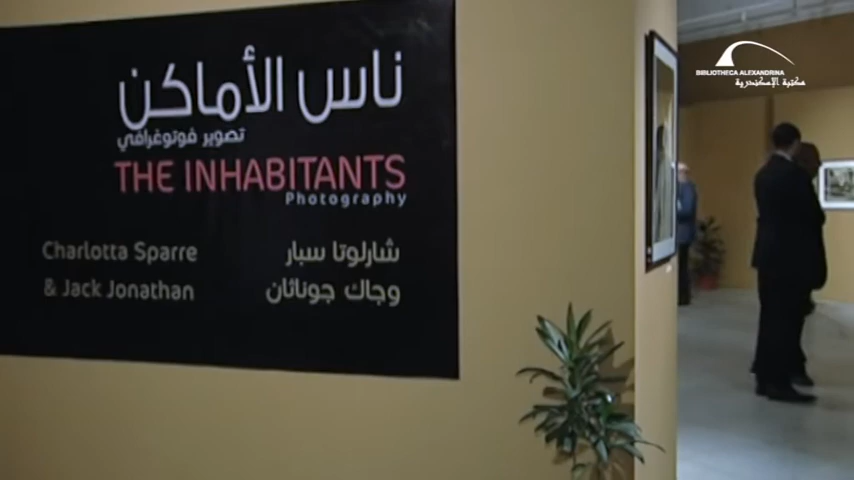 ناس الأماكن
تصوير فوتوغرافي
THE INHABITANTS
Photography
Charlotta Sparre
& Jack Jonathan
شارلوتا سبار
وجاك جوناثان
BIBLIOTHECA ALEXANDRINA
مكتبة الإسكندرية